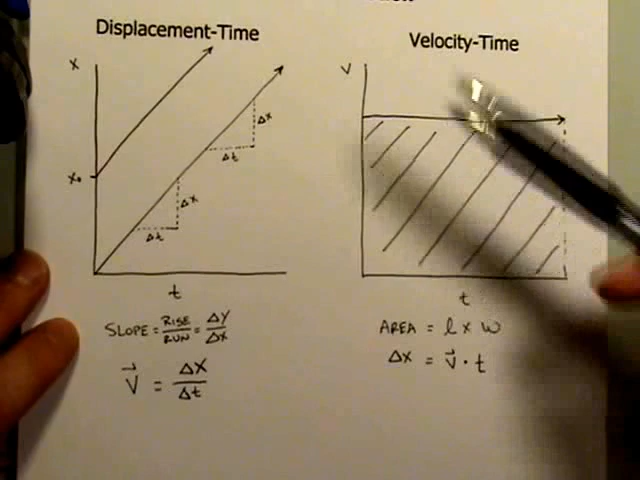 Displacement-Time
X
X₀
Δx
Δt
Δx
Δt
t
SLOPE = RISE/RUN = ΔY/ΔX
V⃗ = ΔX/Δt
Velocity-Time
V
t
AREA = l x w
Δx = V⃗ · t